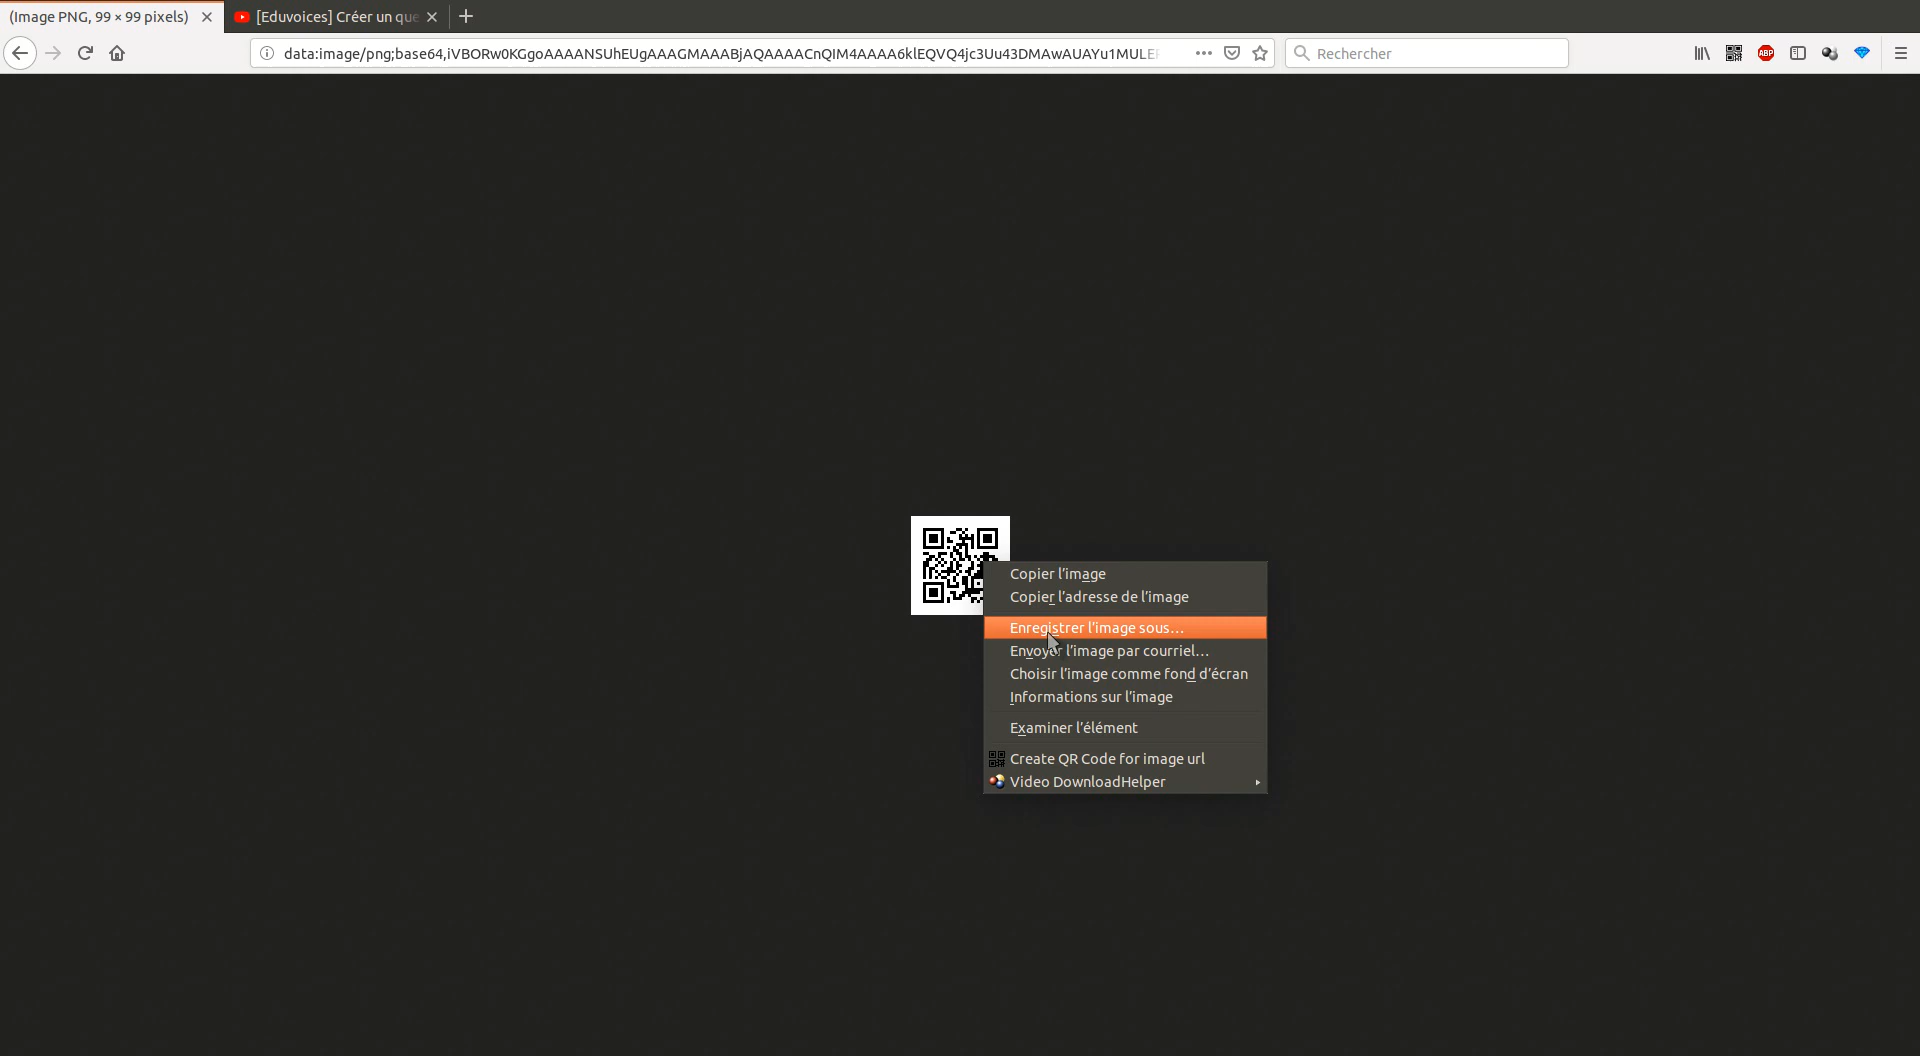 (Image PNG, 99 × 99 pixels)
[Eduvoices] Créer un que
data:image/png;base64,iVBORw0KGgoAAAANSUhEUgAAAGMAAABjAQAAAACnQIM4AAAA6klEQVQ4jc3Uu43DMAwAUAYu1MULE
Rechercher
ABP
Copier l'image
Copier l'adresse de l'image
Enregistrer l'image sous...
Envoyer l'image par courriel...
Choisir l'image comme fond d'écran
Informations sur l'image
Examiner l'élément
Create QR Code for image url
Video DownloadHelper